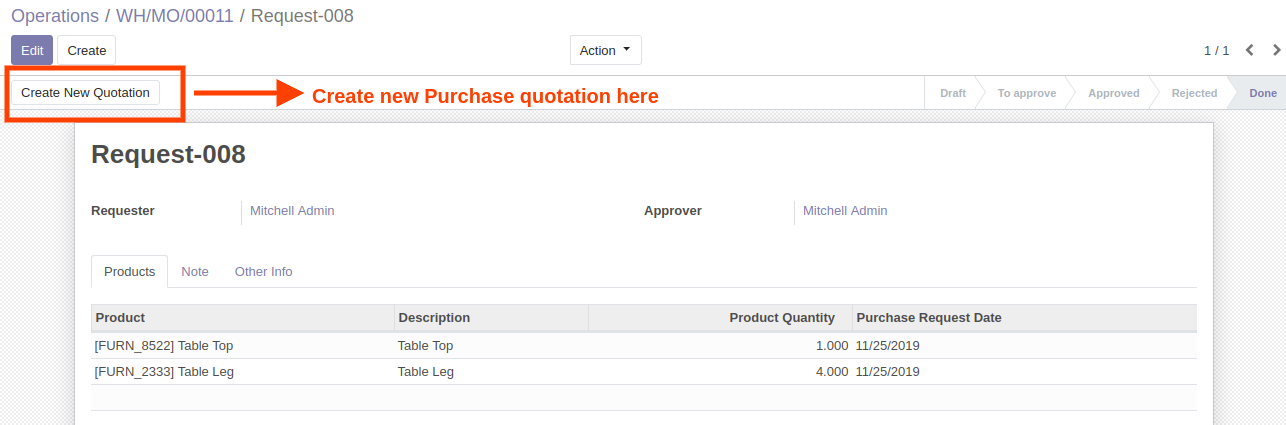 Operations / WH/MO/00011 / Request-008
Edit Create Action 1 / 1
Create New Quotation Create new Purchase quotation here Draft To approve Approved Rejected Done
Request-008
Requester Mitchell Admin Approver Mitchell Admin
Products Note Other Info
Product Description Product Quantity Purchase Request Date
[FURN_8522] Table Top Table Top 1.000 11/25/2019
[FURN_2333] Table Leg Table Leg 4.000 11/25/2019